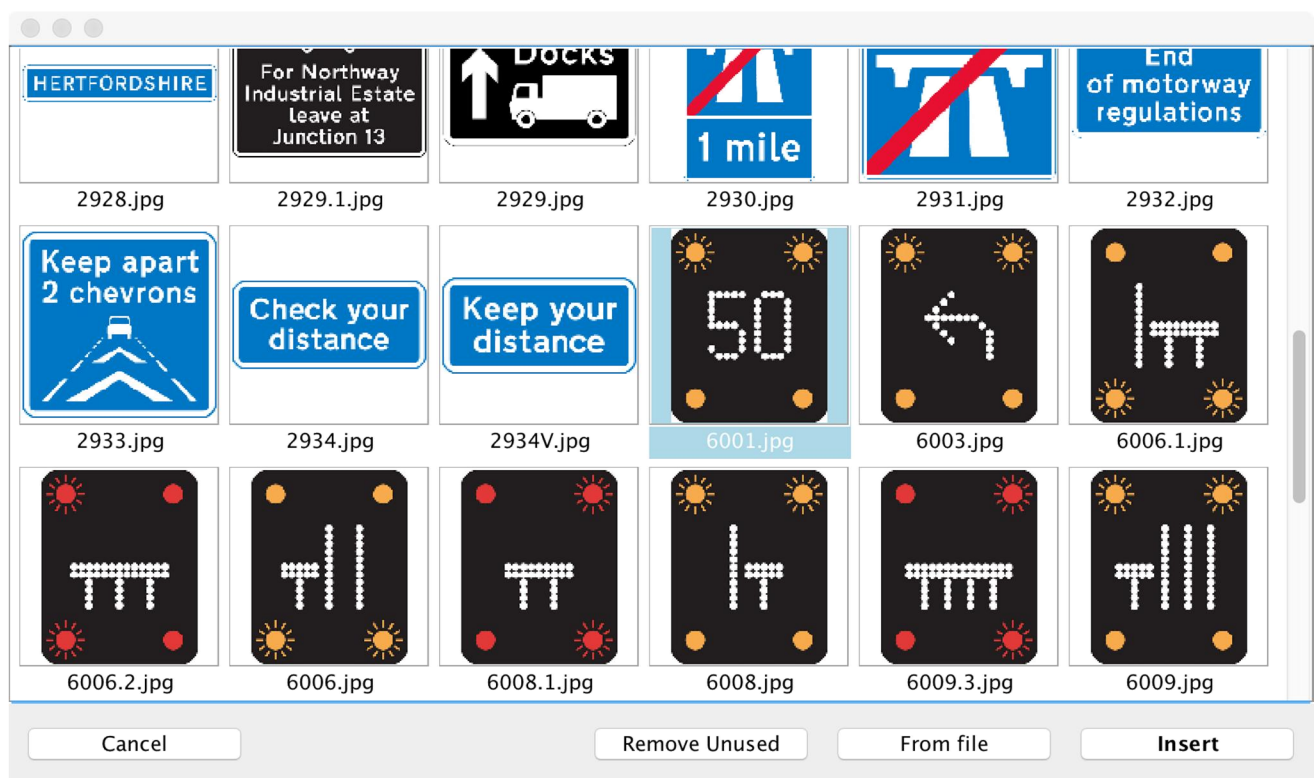 HERTFORDSHIRE
For Northway
Industrial Estate
leave at
Junction 13
Docks
1 mile
End
of motorway
regulations
2928.jpg
2929.1.jpg
2929.jpg
2930.jpg
2931.jpg
2932.jpg
Keep apart
2 chevrons
Check your
distance
Keep your
distance
50
2933.jpg
2934.jpg
2934V.jpg
6001.jpg
6003.jpg
6006.1.jpg
6006.2.jpg
6006.jpg
6008.1.jpg
6008.jpg
6009.3.jpg
6009.jpg
Cancel
Remove Unused
From file
Insert